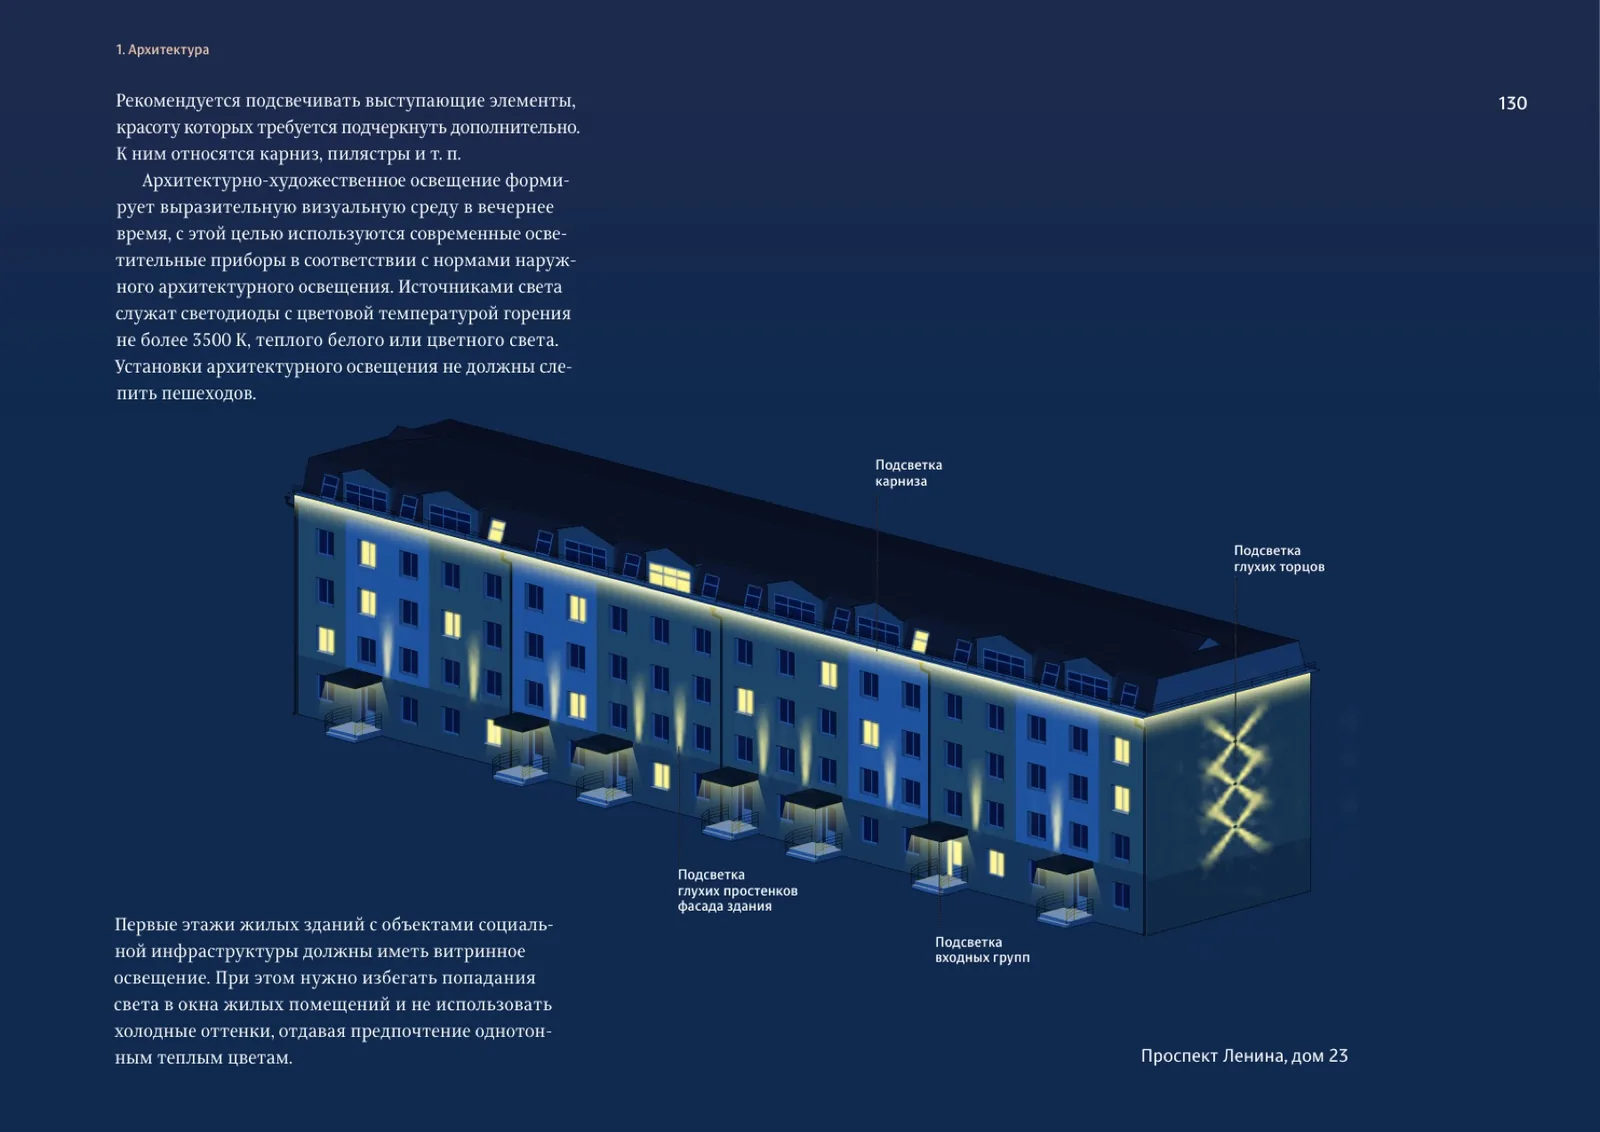 1. Архитектура
130
Рекомендуется подсвечивать выступающие элементы,
красоту которых требуется подчеркнуть дополнительно.
К ним относятся карниз, пилястры и т. п.
Архитектурно-художественное освещение форми-
рует выразительную визуальную среду в вечернее
время, с этой целью используются современные осве-
тительные приборы в соответствии с нормами наруж-
ного архитектурного освещения. Источниками света
служат светодиоды с цветовой температурой горения
не более 3500 К, теплого белого или цветного света.
Установки архитектурного освещения не должны сле-
пить пешеходов.
Подсветка
карниза
Подсветка
глухих торцов
Подсветка
глухих простенков
фасада здания
Подсветка
входных групп
Первые этажи жилых зданий с объектами социаль-
ной инфраструктуры должны иметь витринное
освещение. При этом нужно избегать попадания
света в окна жилых помещений и не использовать
холодные оттенки, отдавая предпочтение однотон-
ным теплым цветам.
Проспект Ленина, дом 23